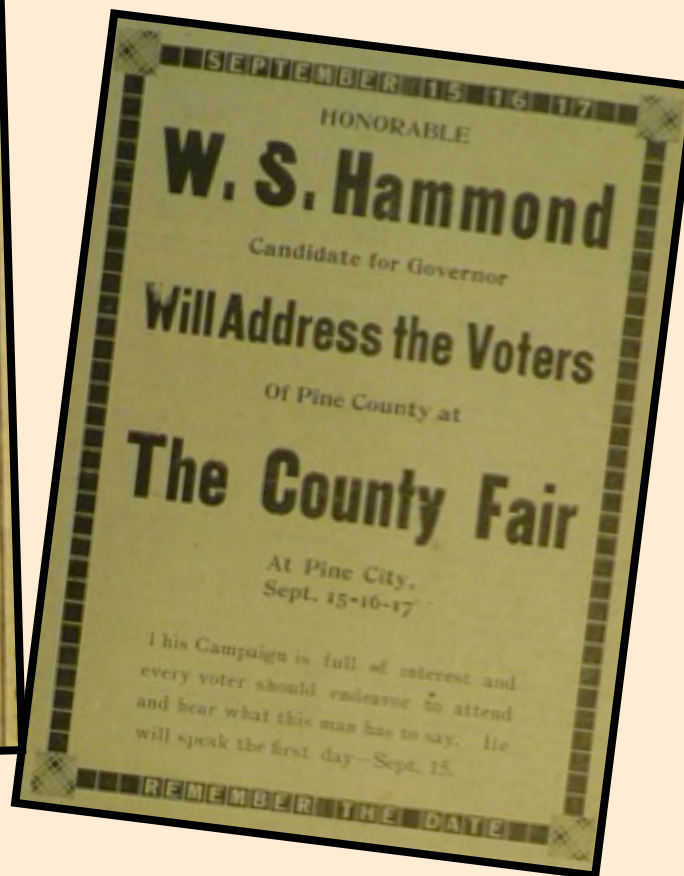 SEPTEMBER 15 16 17
HONORABLE
W. S. Hammond
Candidate for Governor
Will Address the Voters
Of Pine County at
The County Fair
At Pine City,
Sept. 15-16-17
This Campaign is full of interest and
every voter should endeavor to attend
and hear what this man has to say. He
will speak the first day—Sept. 15.
REMEMBER THE DATE